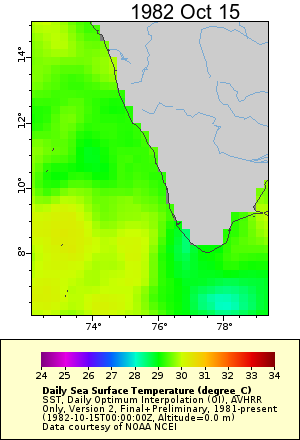 1982 Oct 15
14°
12°
10°
8°
74° 76° 78°
24 25 26 27 28 29 30 31 32 33 34
Daily Sea Surface Temperature (degree_C)
SST, Daily Optimum Interpolation (OI), AVHRR
Only, Version 2, Final+Preliminary, 1981-present
(1982-10-15T00:00:00Z, Altitude=0.0 m)
Data courtesy of NOAA NCEI